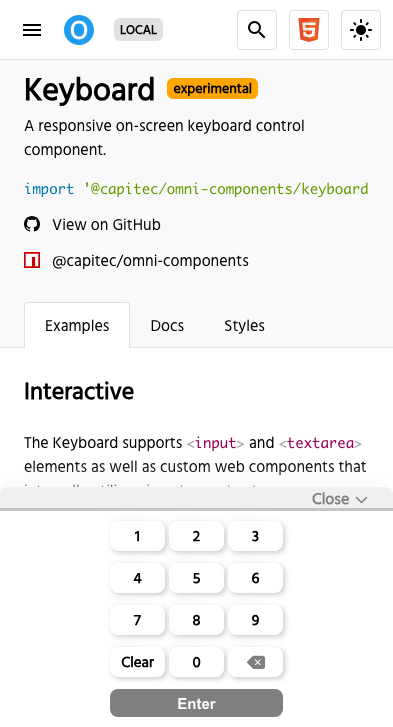 O LOCAL 5
Keyboard experimental
A responsive on-screen keyboard control
component.
import '@capitec/omni-components/keyboard
View on GitHub
@capitec/omni-components
Examples Docs Styles
Interactive
The Keyboard supports <input> and <textarea>
elements as well as custom web components that
Close
1 2 3
4 5 6
7 8 9
Clear 0
Enter